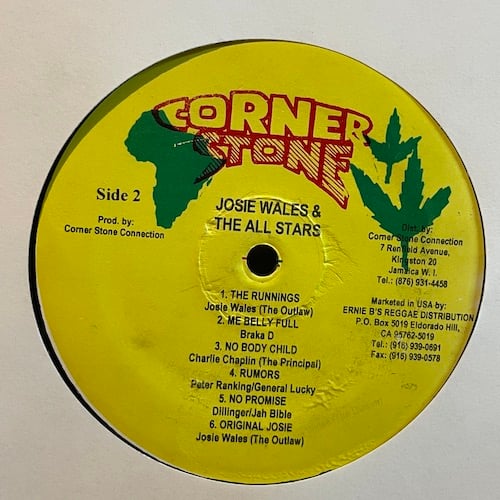 CORNER
STONE
Side 2
JOSIE WALES &
THE ALL STARS
Prod. by:
Corner Stone Connection
Dist. by:
Corner Stone Connection
7 Renfield Avenue,
Kingston 20
Jamaica W. I.
Tel.: (876) 931-4458
Marketed in USA by:
ERNIE B'S REGGAE DISTRIBUTION
P.O. Box 5019 Eldorado Hill,
CA 95762-5019
Tel: (916) 939-0691
Fax: (916) 939-0578
1. THE RUNNINGS
Josie Wales (The Outlaw)
2. ME BELLY FULL
Braka D
3. NO BODY CHILD
Charlie Chaplin (The Principal)
4. RUMORS
Peter Ranking/General Lucky
5. NO PROMISE
Dillinger/Jah Bible
6. ORIGINAL JOSIE
Josie Wales (The Outlaw)